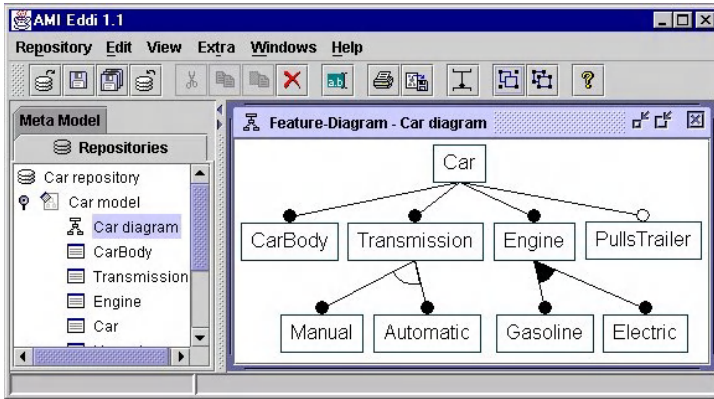 AMI Eddi 1.1
Repository Edit View Extra Windows Help
a.b
?
Meta Model
Repositories
Car repository
Car model
Car diagram
CarBody
Transmission
Engine
Car
Feature-Diagram - Car diagram
Car
CarBody Transmission Engine PullsTrailer
Manual Automatic Gasoline Electric